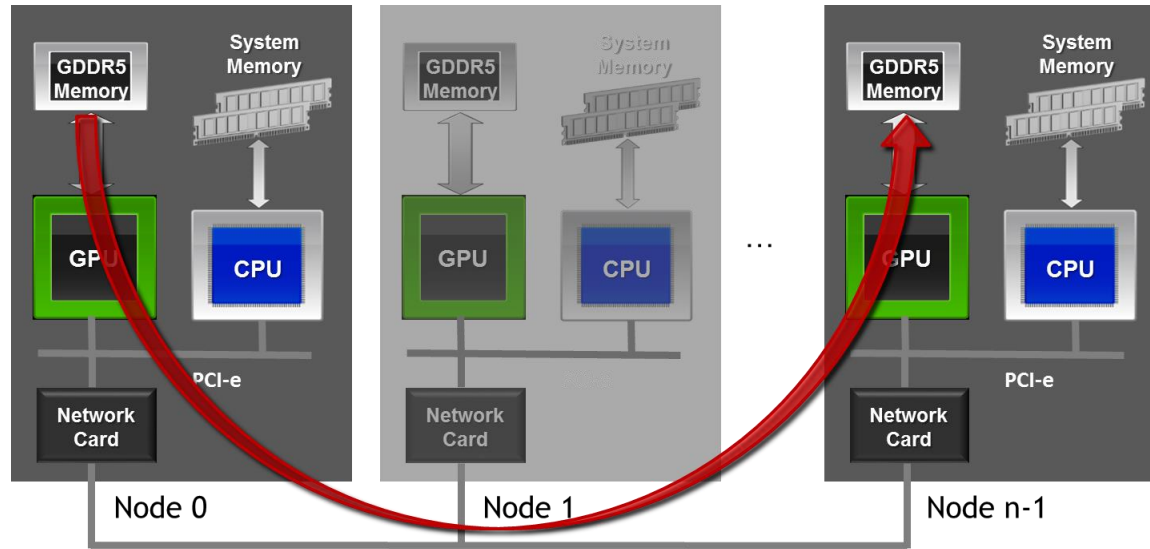 GDDR5
Memory
System
Memory
GPU
CPU
PCI-e
Network
Card
Node 0
GDDR5
Memory
System
Memory
GPU
CPU
Network
Card
Node 1
...
GDDR5
Memory
System
Memory
GPU
CPU
PCI-e
Network
Card
Node n-1